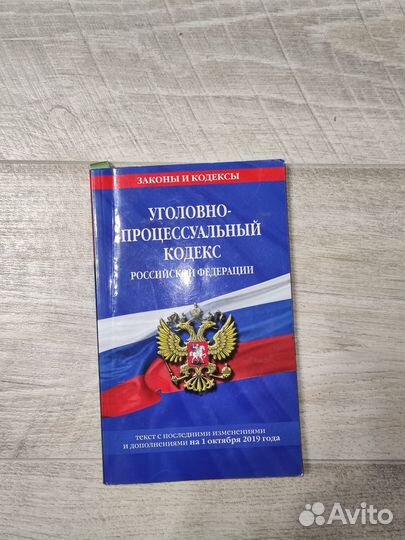 ЗАКОНЫ И КОДЕКСЫ
УГОЛОВНО-
ПРОЦЕССУАЛЬНЫЙ
КОДЕКС
РОССИЙСКОЙ ФЕДЕРАЦИИ
текст с последними изменениями
и дополнениями на 1 октября 2019 года
Avito